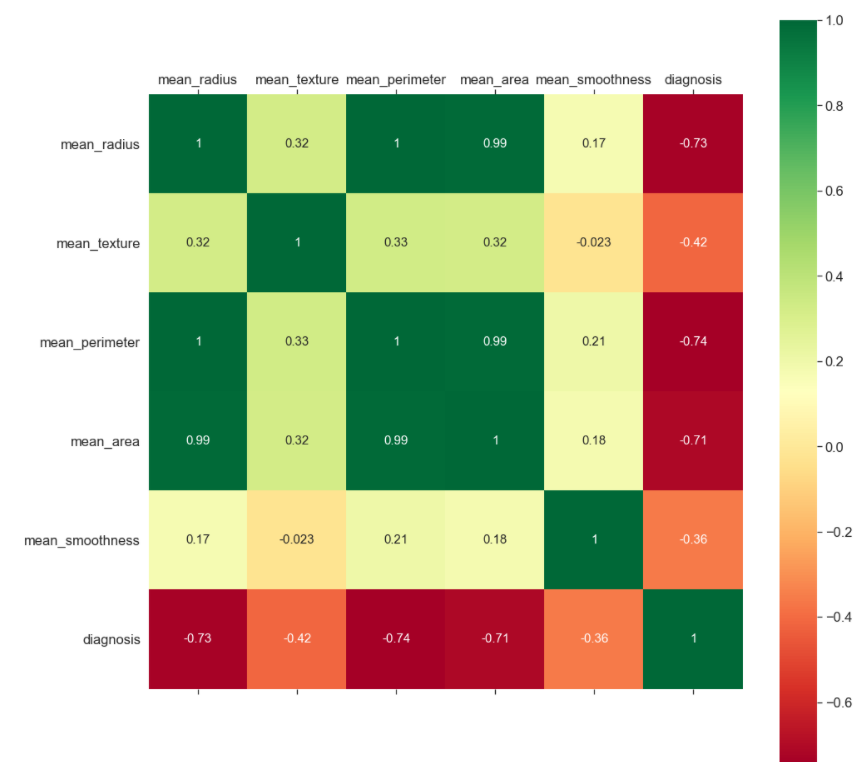 mean_radius mean_texture mean_perimeter mean_area mean_smoothness diagnosis
mean_radius 1 0.32 1 0.99 0.17 -0.73
mean_texture 0.32 1 0.33 0.32 -0.023 -0.42
mean_perimeter 1 0.33 1 0.99 0.21 -0.74
mean_area 0.99 0.32 0.99 1 0.18 -0.71
mean_smoothness 0.17 -0.023 0.21 0.18 1 -0.36
diagnosis -0.73 -0.42 -0.74 -0.71 -0.36 1
1.0
0.8
0.6
0.4
0.2
0.0
−0.2
−0.4
−0.6